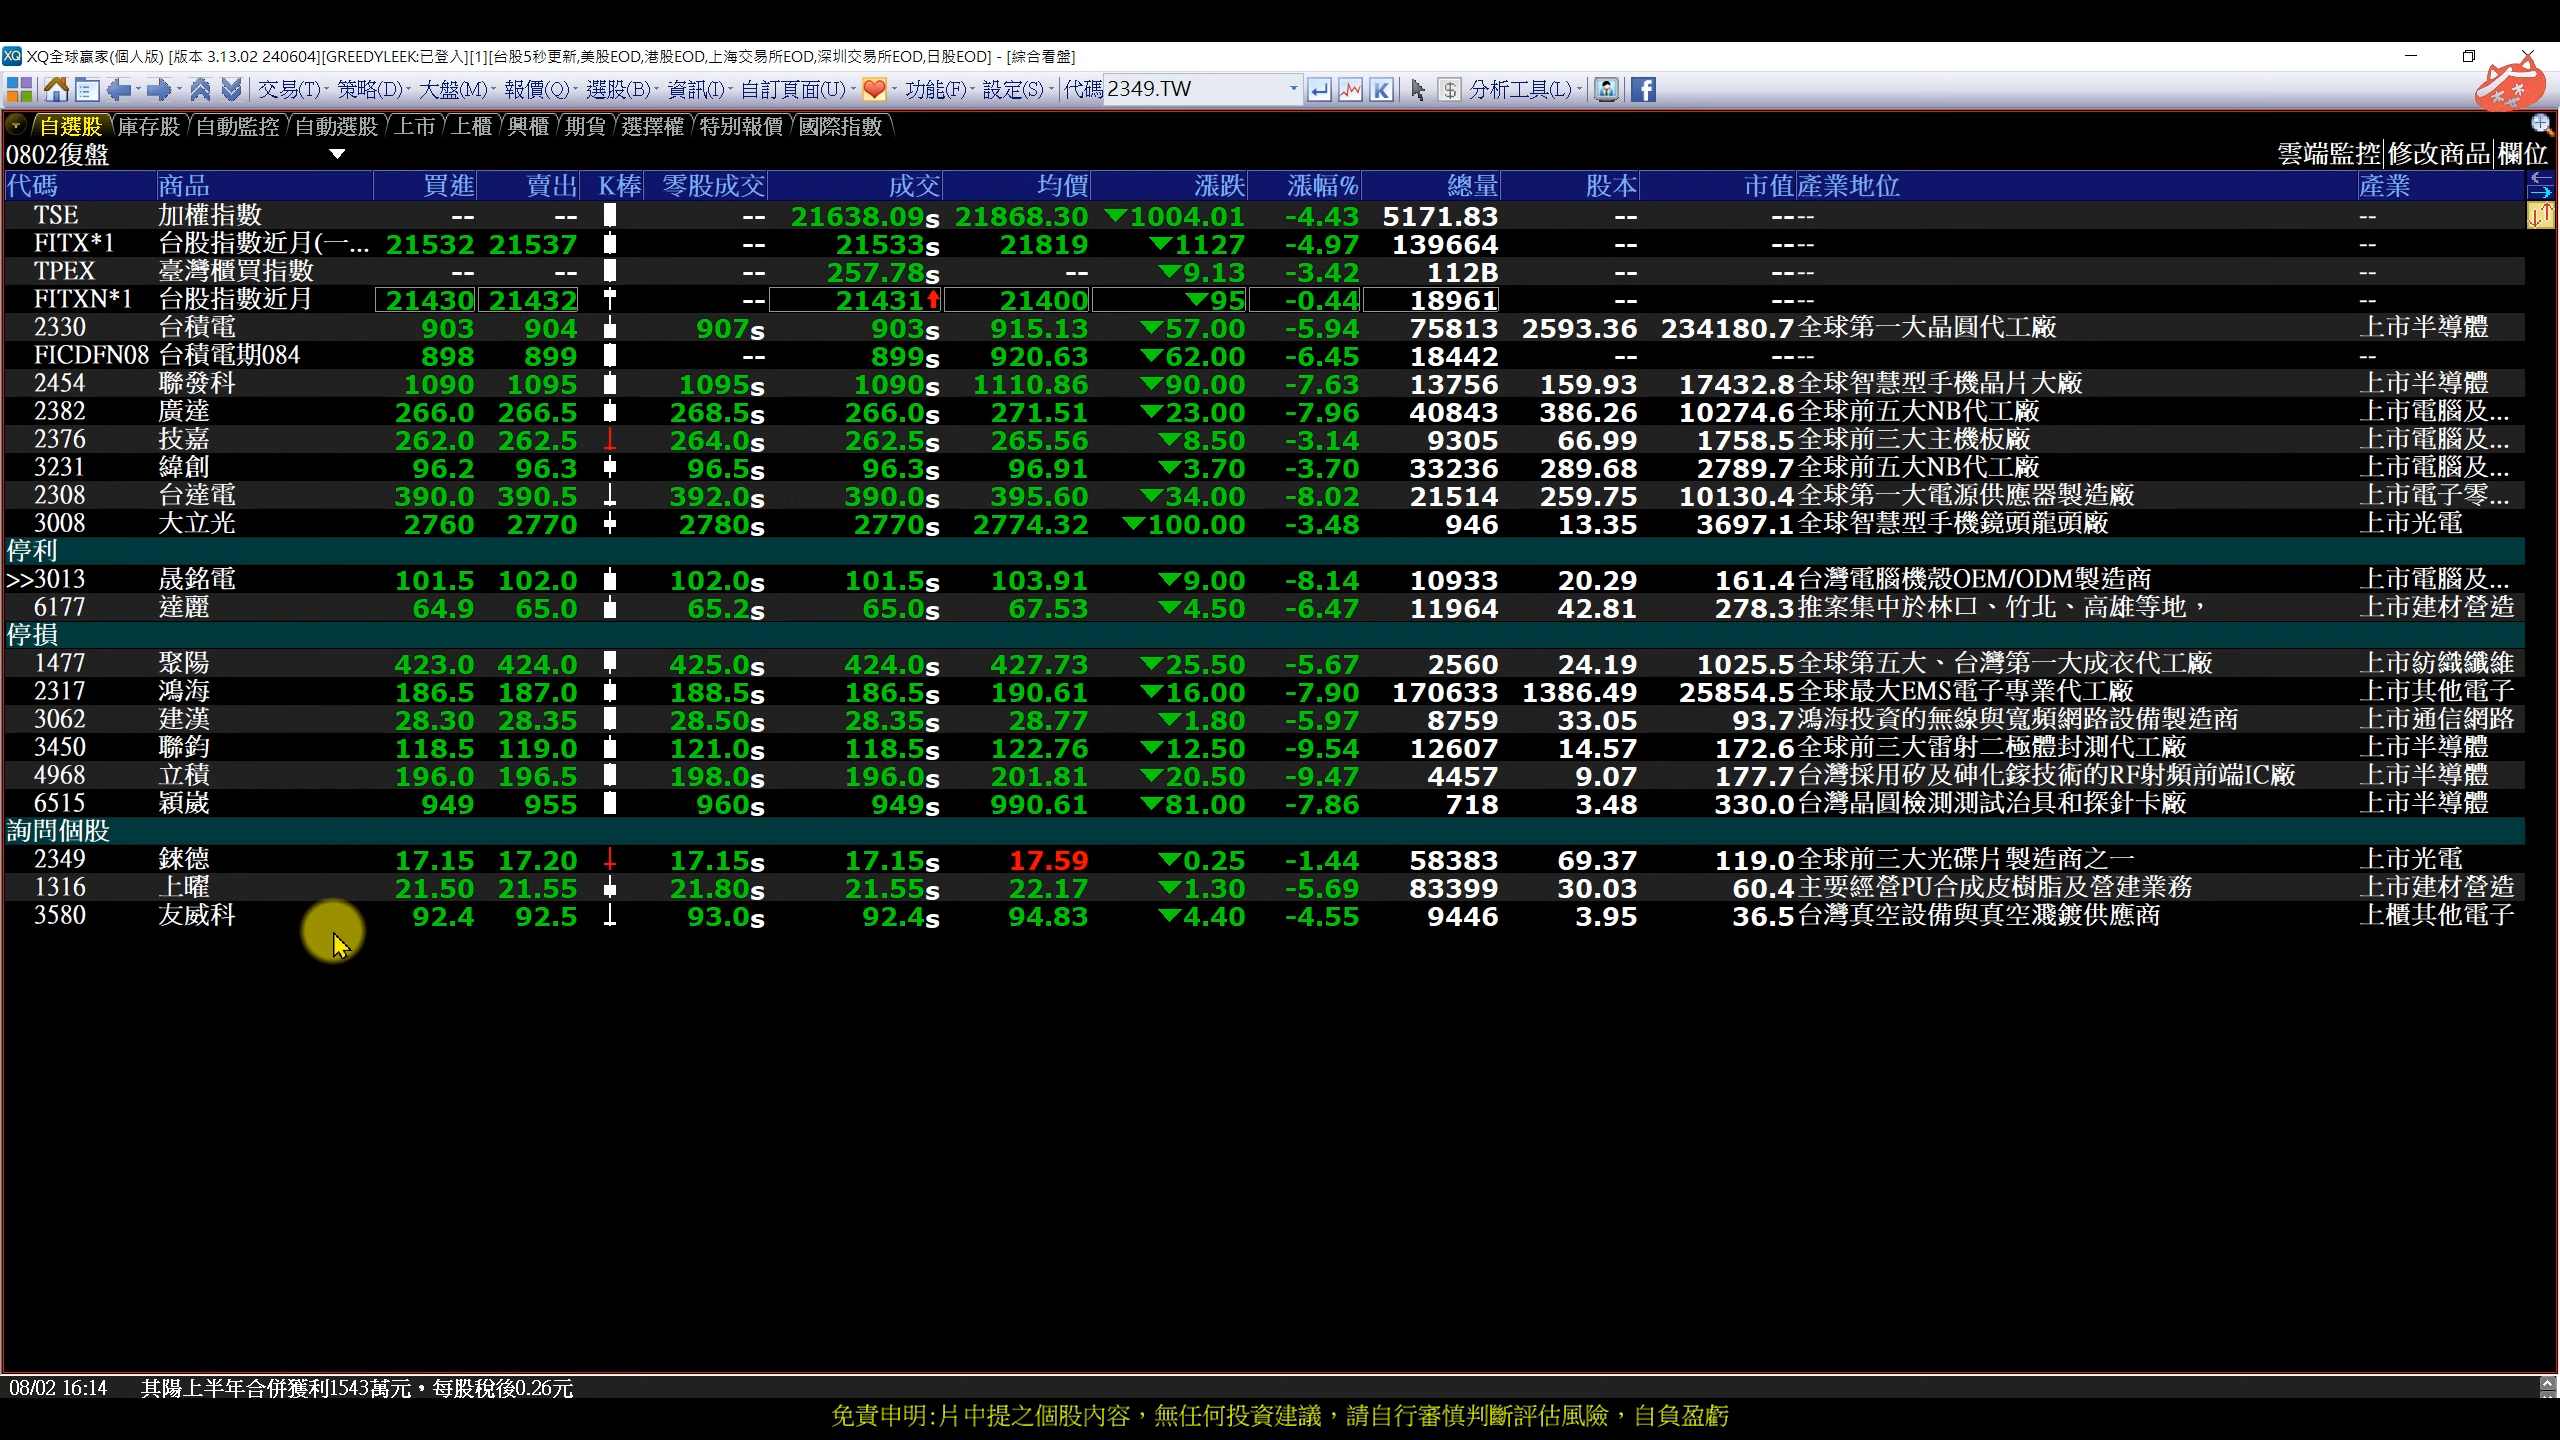 XQ全球贏家(個人版) [版本 3.13.02 240604][GREEDYLEEK:已登入][1][台股5秒更新,美股EOD,港股EOD,上海交易所EOD,深圳交易所EOD,日股EOD] - [綜合看盤]
交易(T) 策略(D) 大盤(M) 報價(Q) 選股(B) 資訊(I) 自訂頁面(U) 功能(F) 設定(S) 代碼 2349.TW K $ 分析工具(L) f
自選股 庫存股 自動監控 自動選股 上市 上櫃 興櫃 期貨 選擇權 特別報價 國際指數
0802復盤 雲端監控 修改商品 欄位
代碼 商品 買進 賣出 K棒 零股成交 成交 均價 漲跌 漲幅% 總量 股本 市值 產業地位 產業
TSE 加權指數 -- -- -- 21638.09s 21868.30 ▼1004.01 -4.43 5171.83 -- -- -- --
FITX*1 台股指數近月(一... 21532 21537 -- 21533s 21819 ▼1127 -4.97 139664 -- -- -- --
TPEX 臺灣櫃買指數 -- -- -- 257.78s -- ▼9.13 -3.42 112B -- -- -- --
FITXN*1 台股指數近月 21430 21432 -- 21431 21400 ▼95 -0.44 18961 -- -- -- --
2330 台積電 903 904 907s 903s 915.13 ▼57.00 -5.94 75813 2593.36 234180.7 全球第一大晶圓代工廠 上市半導體
FICDFN08 台積電期084 898 899 -- 899s 920.63 ▼62.00 -6.45 18442 -- -- -- --
2454 聯發科 1090 1095 1095s 1090s 1110.86 ▼90.00 -7.63 13756 159.93 17432.8 全球智慧型手機晶片大廠 上市半導體
2382 廣達 266.0 266.5 268.5s 266.0s 271.51 ▼23.00 -7.96 40843 386.26 10274.6 全球前五大NB代工廠 上市電腦及...
2376 技嘉 262.0 262.5 264.0s 262.5s 265.56 ▼8.50 -3.14 9305 66.99 1758.5 全球前三大主機板廠 上市電腦及...
3231 緯創 96.2 96.3 96.5s 96.3s 96.91 ▼3.70 -3.70 33236 289.68 2789.7 全球前五大NB代工廠 上市電腦及...
2308 台達電 390.0 390.5 392.0s 390.0s 395.60 ▼34.00 -8.02 21514 259.75 10130.4 全球第一大電源供應器製造廠 上市電子零...
3008 大立光 2760 2770 2780s 2770s 2774.32 ▼100.00 -3.48 946 13.35 3697.1 全球智慧型手機鏡頭龍頭廠 上市光電
停利
>>3013 晟銘電 101.5 102.0 102.0s 101.5s 103.91 ▼9.00 -8.14 10933 20.29 161.4 台灣電腦機殼OEM/ODM製造商 上市電腦及...
6177 達麗 64.9 65.0 65.2s 65.0s 67.53 ▼4.50 -6.47 11964 42.81 278.3 推案集中於林口、竹北、高雄等地， 上市建材營造
停損
1477 聚陽 423.0 424.0 425.0s 424.0s 427.73 ▼25.50 -5.67 2560 24.19 1025.5 全球第五大、台灣第一大成衣代工廠 上市紡織纖維
2317 鴻海 186.5 187.0 188.5s 186.5s 190.61 ▼16.00 -7.90 170633 1386.49 25854.5 全球最大EMS電子專業代工廠 上市其他電子
3062 建漢 28.30 28.35 28.50s 28.35s 28.77 ▼1.80 -5.97 8759 33.05 93.7 鴻海投資的無線與寬頻網路設備製造商 上市通信網路
3450 聯鈞 118.5 119.0 121.0s 118.5s 122.76 ▼12.50 -9.54 12607 14.57 172.6 全球前三大雷射二極體封測代工廠 上市半導體
4968 立積 196.0 196.5 198.0s 196.0s 201.81 ▼20.50 -9.47 4457 9.07 177.7 台灣採用矽及砷化鎵技術的RF射頻前端IC廠 上市半導體
6515 穎崴 949 955 960s 949s 990.61 ▼81.00 -7.86 718 3.48 330.0 台灣晶圓檢測測試治具和探針卡廠 上市半導體
詢問個股
2349 錸德 17.15 17.20 17.15s 17.15s 17.59 ▼0.25 -1.44 58383 69.37 119.0 全球前三大光碟片製造商之一 上市光電
1316 上曜 21.50 21.55 21.80s 21.55s 22.17 ▼1.30 -5.69 83399 30.03 60.4 主要經營PU合成皮樹脂及營建業務 上市建材營造
3580 友威科 92.4 92.5 93.0s 92.4s 94.83 ▼4.40 -4.55 9446 3.95 36.5 台灣真空設備與真空濺鍍供應商 上櫃其他電子
08/02 16:14 其陽上半年合併獲利1543萬元，每股稅後0.26元
免責申明:片中提之個股內容，無任何投資建議，請自行審慎判斷評估風險，自負盈虧